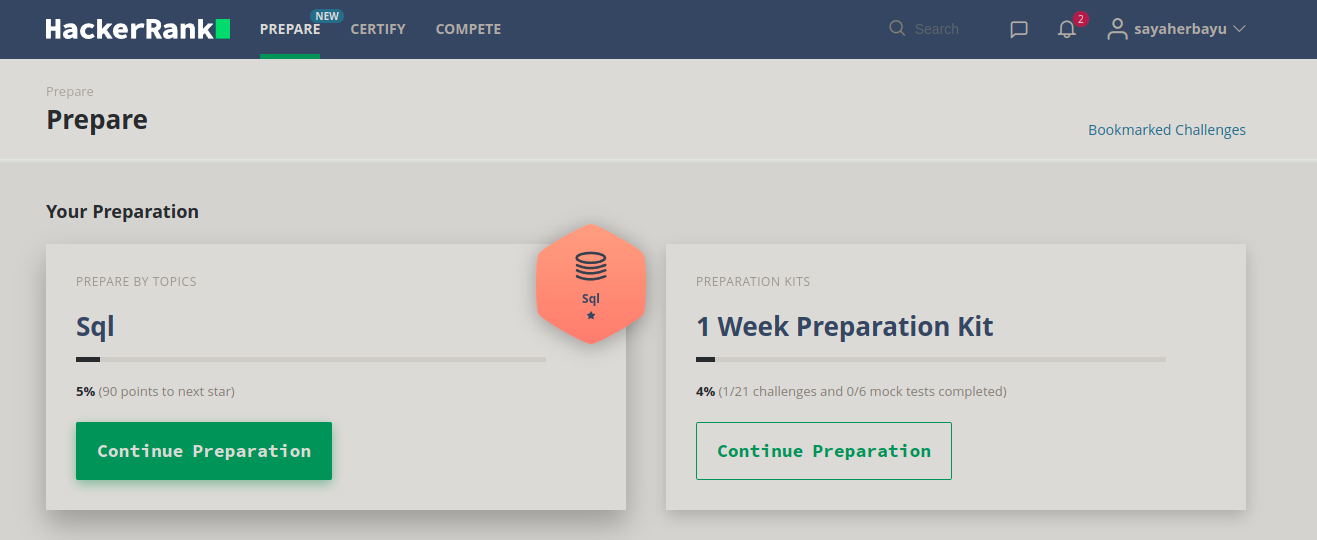 HackerRank
PREPARE
NEW
CERTIFY
COMPETE
Search
2
sayaherbayu
Prepare
Prepare
Bookmarked Challenges
Your Preparation
PREPARE BY TOPICS
Sql
5% (90 points to next star)
Continue Preparation
Sql
PREPARATION KITS
1 Week Preparation Kit
4% (1/21 challenges and 0/6 mock tests completed)
Continue Preparation